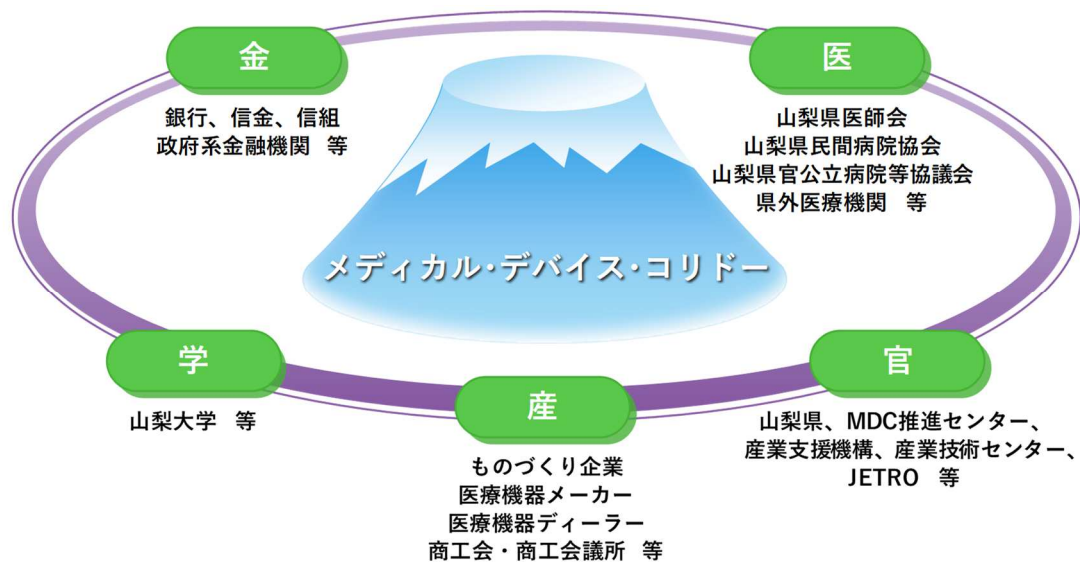 金
銀行、信金、信組
政府系金融機関 等
医
山梨県医師会
山梨県民間病院協会
山梨県官公立病院等協議会
県外医療機関 等
メディカル・デバイス・コリドー
学
山梨大学 等
産
ものづくり企業
医療機器メーカー
医療機器ディーラー
商工会・商工会議所 等
官
山梨県、MDC推進センター、
産業支援機構、産業技術センター、
JETRO 等